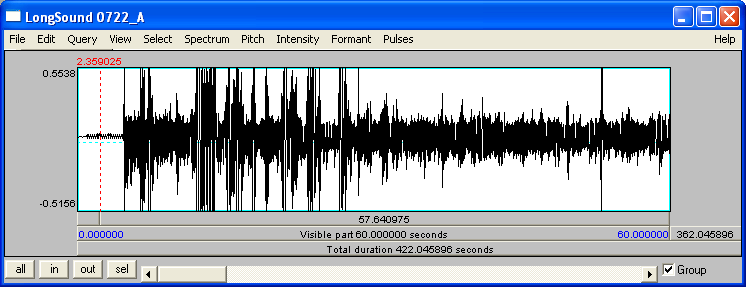 LongSound 0722_A
File Edit Query View Select Spectrum Pitch Intensity Formant Pulses Help
2.359025
0.5538
-0.5166
57.640975
0.000000 Visible part 60.000000 seconds 60.000000 362.045896
Total duration 422.045896 seconds
all in out sel Group